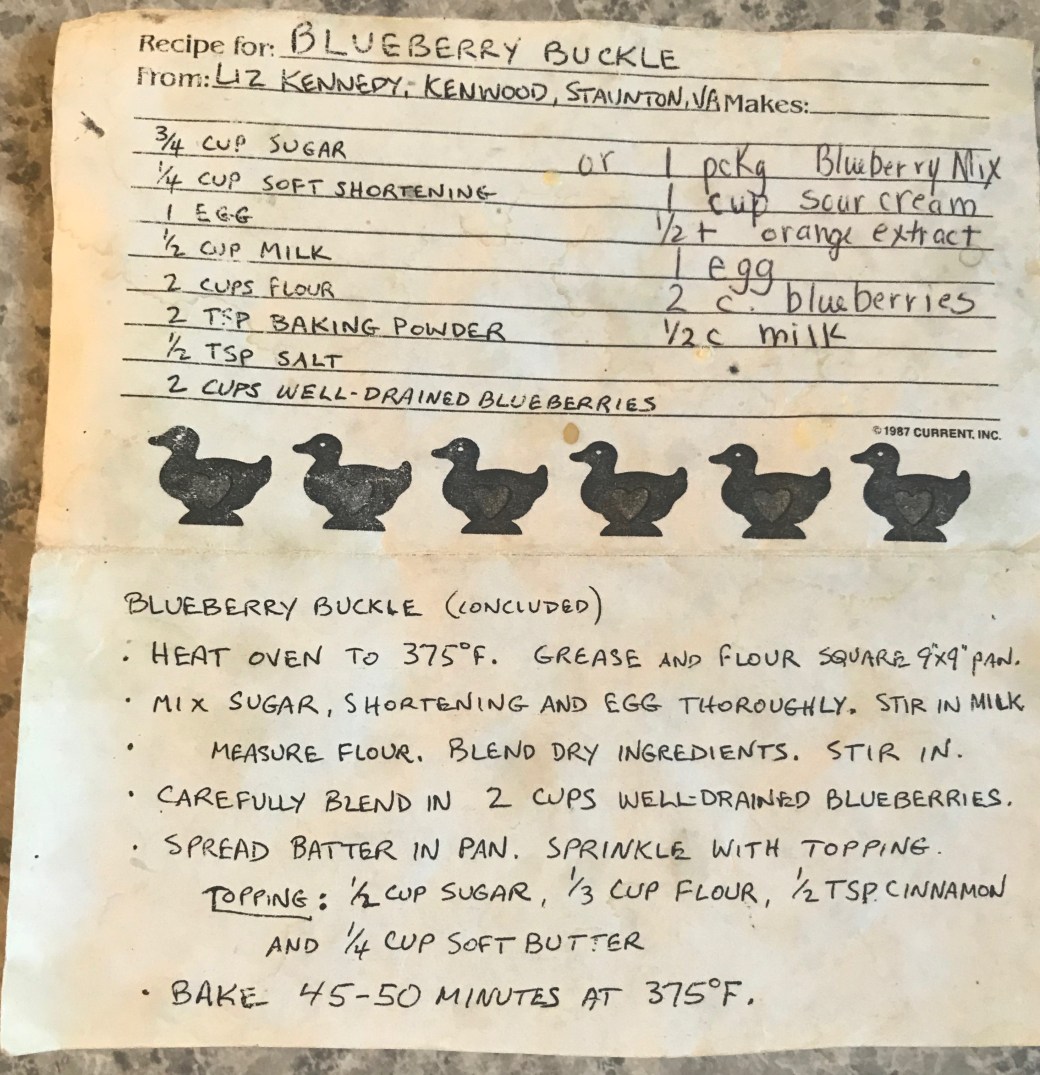 Recipe for: BLUEBERRY BUCKLE
From: LIZ KENNEDY, KENWOOD, STAUNTON, VA Makes:
3/4 CUP SUGAR or 1 pckg Blueberry Mix
1/4 CUP SOFT SHORTENING 1 cup sour cream
1 EGG 1/2 t orange extract
1/2 CUP MILK 1 egg
2 CUPS FLOUR 2 c. blueberries
2 TSP BAKING POWDER 1/2 c milk
1/2 TSP SALT
2 CUPS WELL-DRAINED BLUEBERRIES
© 1987 CURRENT, INC.
BLUEBERRY BUCKLE (CONCLUDED)
· HEAT OVEN TO 375°F. GREASE AND FLOUR SQUARE 9"x9" PAN.
· MIX SUGAR, SHORTENING AND EGG THOROUGHLY. STIR IN MILK
· MEASURE FLOUR. BLEND DRY INGREDIENTS. STIR IN.
· CAREFULLY BLEND IN 2 CUPS WELL-DRAINED BLUEBERRIES.
· SPREAD BATTER IN PAN. SPRINKLE WITH TOPPING.
TOPPING: 1/2 CUP SUGAR, 1/3 CUP FLOUR, 1/2 TSP. CINNAMON
AND 1/4 CUP SOFT BUTTER
· BAKE 45-50 MINUTES AT 375°F.